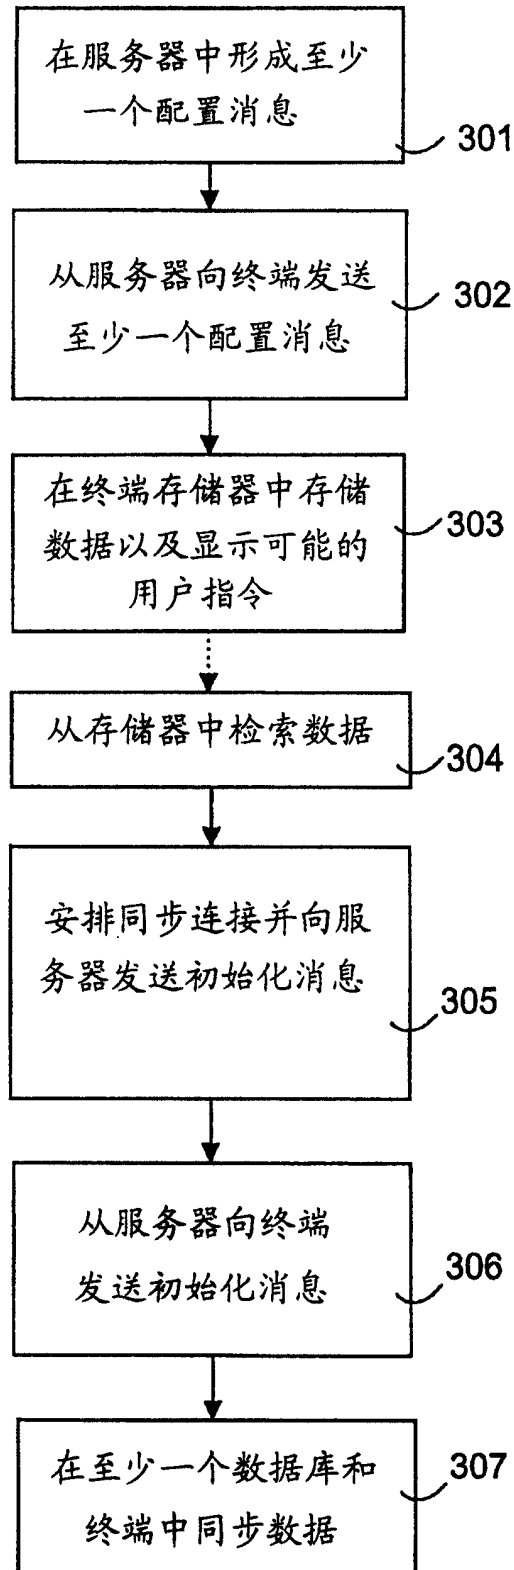 在服务器中形成至少
一个配置消息
301
从服务器向终端发送
至少一个配置消息
302
在终端存储器中存储
数据以及显示可能的
用户指令
303
从存储器中检索数据
304
安排同步连接并向服
务器发送初始化消息
305
从服务器向终端
发送初始化消息
306
在至少一个数据库和
终端中同步数据
307